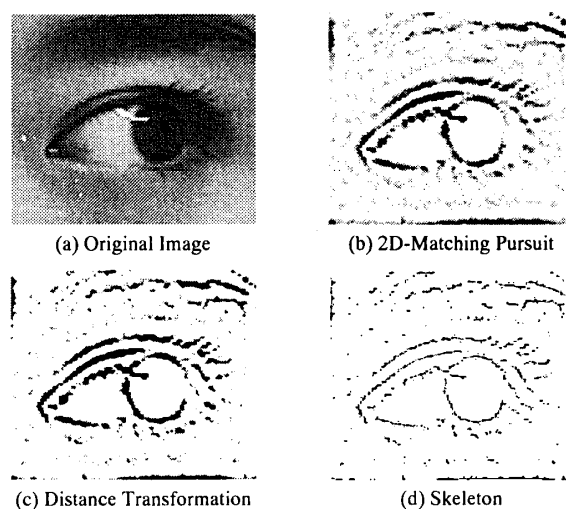 (a) Original Image
(b) 2D-Matching Pursuit
(c) Distance Transformation
(d) Skeleton